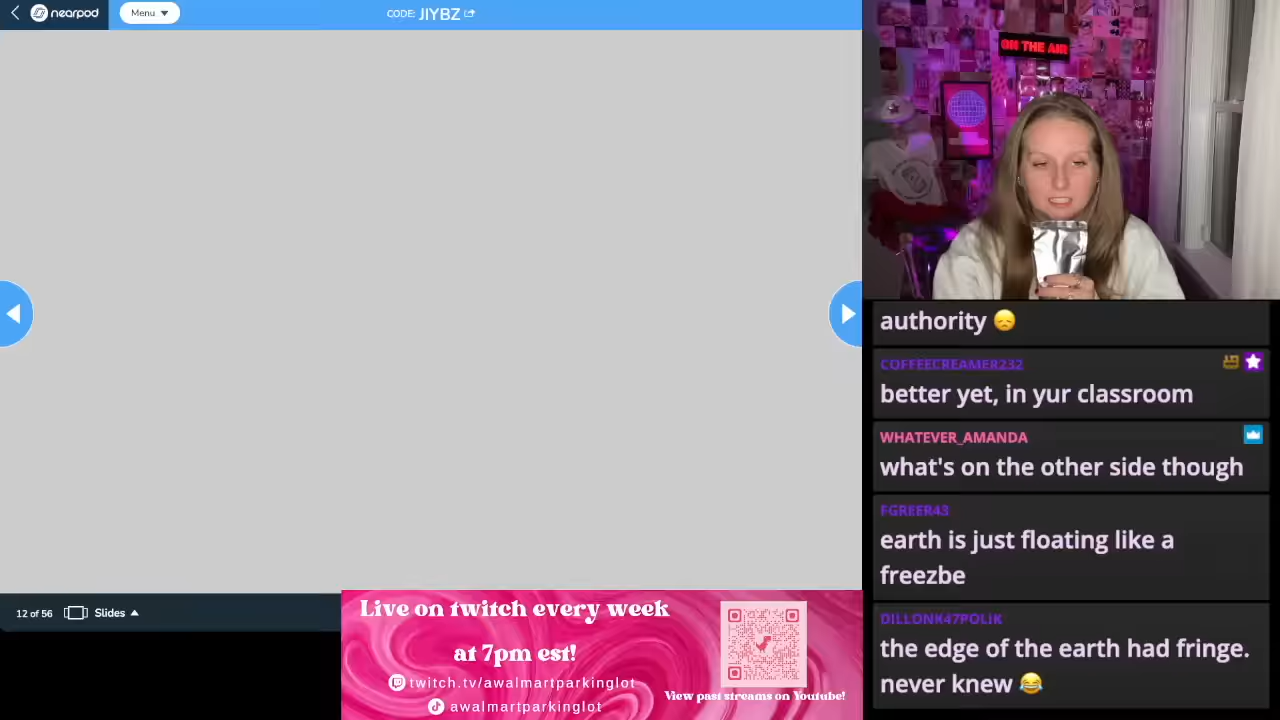 nearpod
Menu
CODE: JIYBZ
ON THE AIR
authority 😞
COFFEECREAMER232
better yet, in yur classroom
WHATEVER_AMANDA
what's on the other side though
FGREER43
earth is just floating like a
freezbe
DILLONK47POLIK
the edge of the earth had fringe.
never knew 😂
12 of 56
Slides
Live on twitch every week
at 7pm est!
twitch.tv/awalmartparkinglot
awalmartparkinglot
View past streams on Youtube!